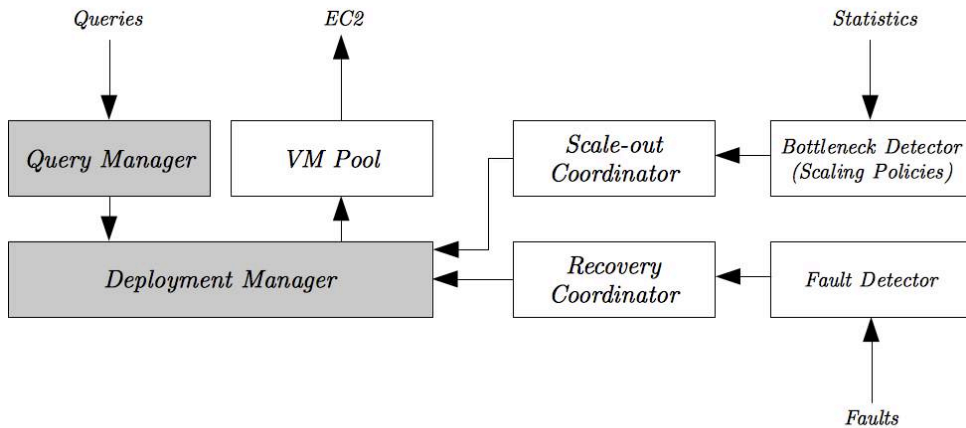 Queries
EC2
Statistics
Query Manager
VM Pool
Scale-out
Coordinator
Bottleneck Detector
(Scaling Policies)
Deployment Manager
Recovery
Coordinator
Fault Detector
Faults